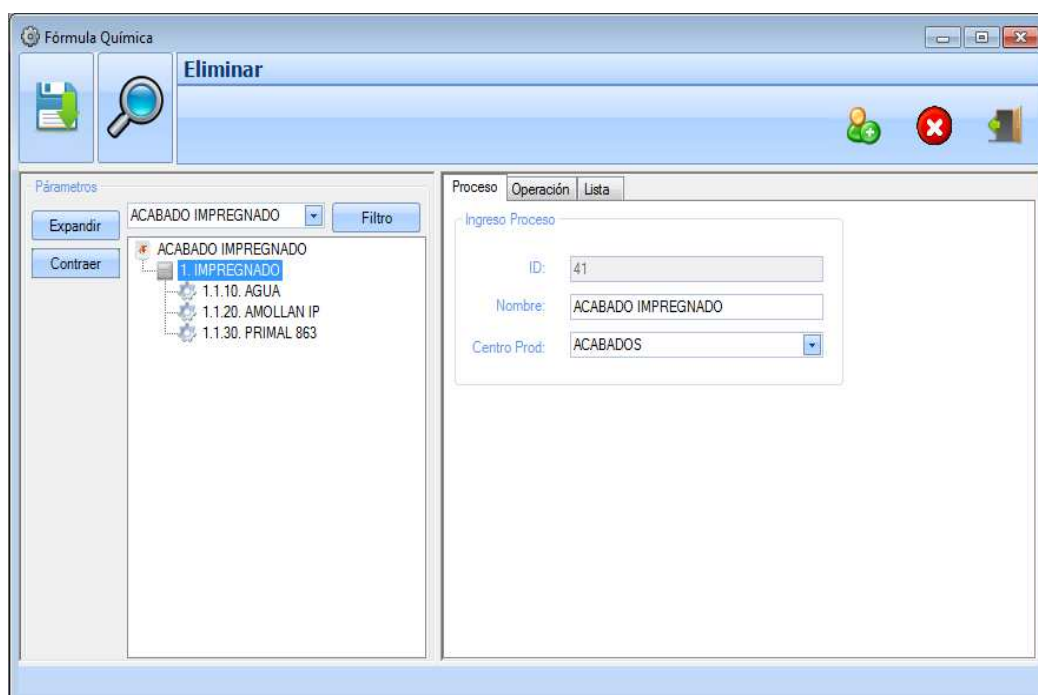 Fórmula Química
Eliminar
Párametros
Expandir
ACABADO IMPREGNADO
Filtro
Contraer
ACABADO IMPREGNADO
1. IMPREGNADO
1.1.10. AGUA
1.1.20. AMOLLAN IP
1.1.30. PRIMAL 863
Proceso Operación Lista
Ingreso Proceso
ID: 41
Nombre: ACABADO IMPREGNADO
Centro Prod: ACABADOS